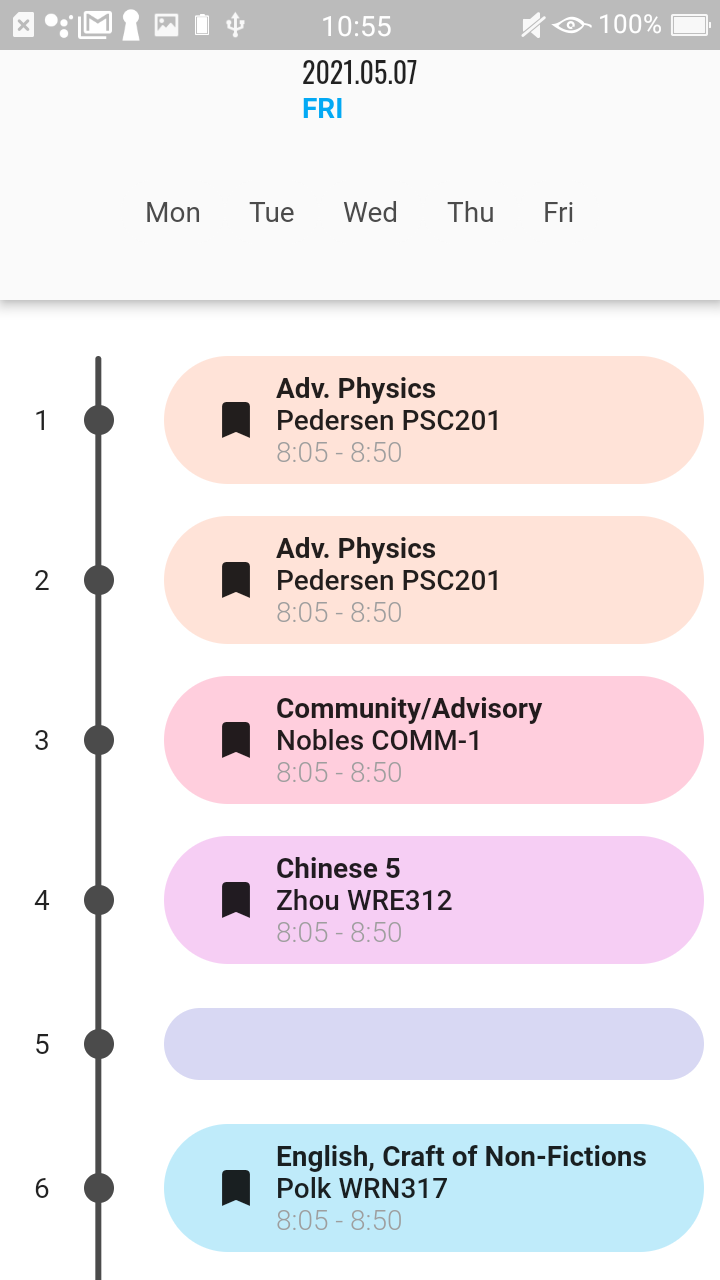 10:55 100%
2021.05.07
FRI
Mon Tue Wed Thu Fri
1
Adv. Physics
Pedersen PSC201
8:05 - 8:50
2
Adv. Physics
Pedersen PSC201
8:05 - 8:50
3
Community/Advisory
Nobles COMM-1
8:05 - 8:50
4
Chinese 5
Zhou WRE312
8:05 - 8:50
5
6
English, Craft of Non-Fictions
Polk WRN317
8:05 - 8:50